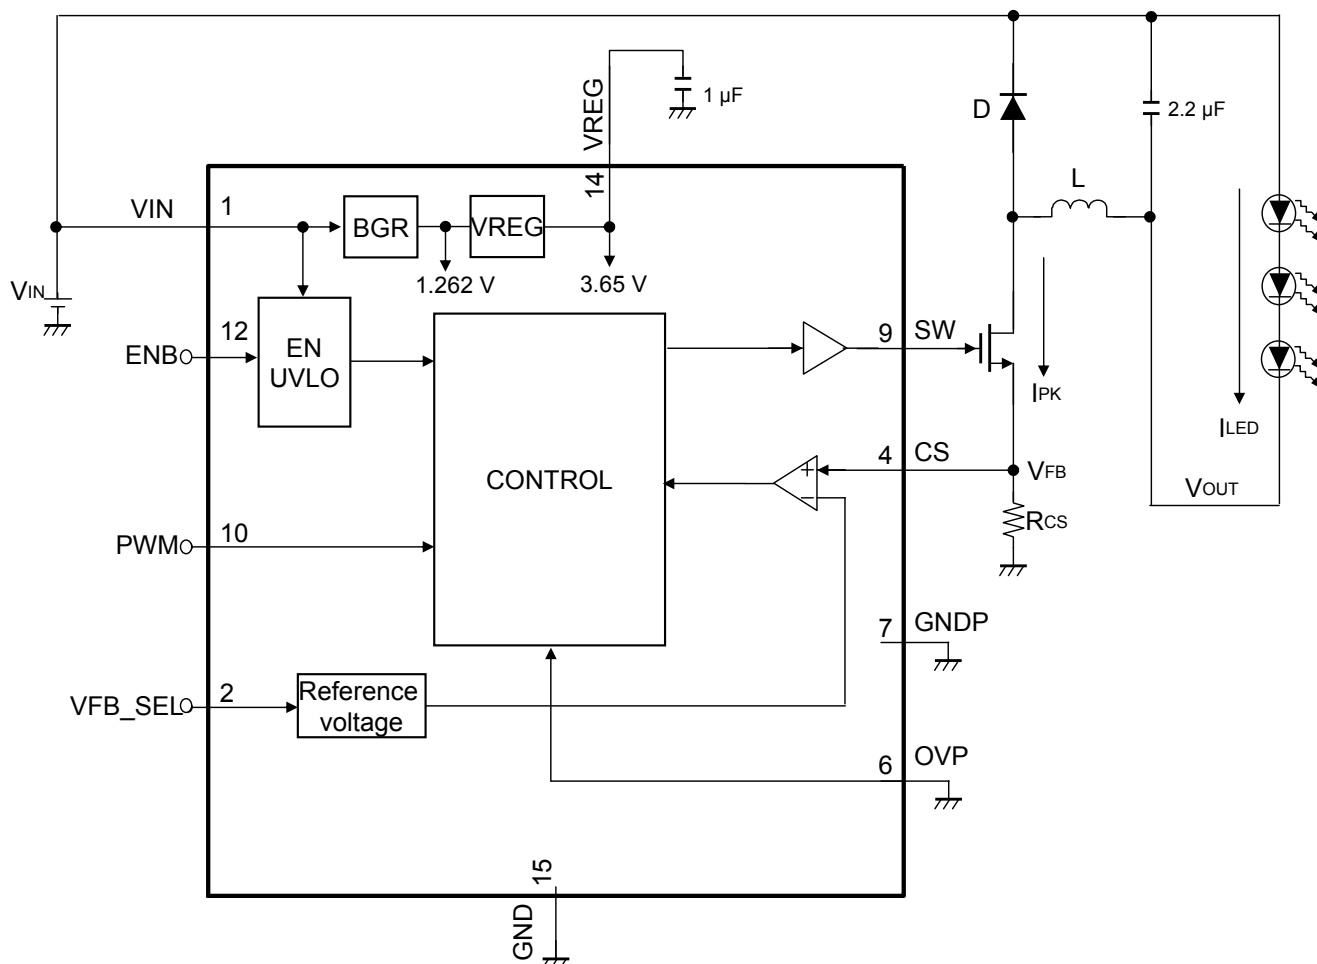 VREG
1 µF
D
2.2 µF
14
L
VIN
1
BGR
VREG
1.262 V
3.65 V
VIN
12
ENB
EN
UVLO
9
SW
IPK
ILED
4
CS
CONTROL
VFB
VOUT
RCS
10
PWM
7
GNDP
2
VFB_SEL
Reference
voltage
6
OVP
15
GND